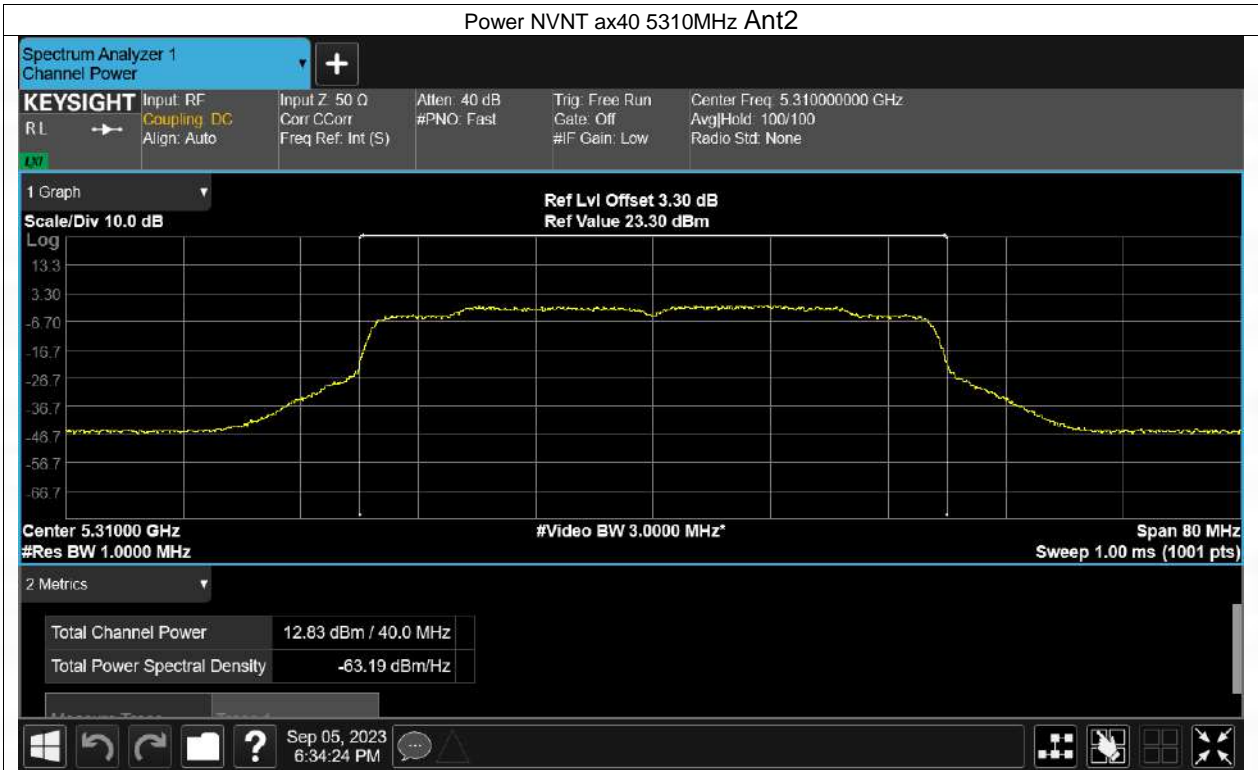 Power NVNT ax40 5310MHz Ant2
Spectrum Analyzer 1
Channel Power
KEYSIGHT
RL
LXI
Input: RF
Coupling: DC
Align: Auto
Input Z: 50 Ω
Corr CCorr
Freq Ref: Int (S)
Atten: 40 dB
#PNO: Fast
Trig: Free Run
Gate: Off
#IF Gain: Low
Center Freq: 5.310000000 GHz
Avg|Hold: 100/100
Radio Std: None
1 Graph
Scale/Div 10.0 dB
Ref Lvl Offset 3.30 dB
Ref Value 23.30 dBm
Log
13.3
3.30
-6.70
-16.7
-26.7
-36.7
-46.7
-56.7
-66.7
Center 5.31000 GHz
#Video BW 3.0000 MHz*
Span 80 MHz
#Res BW 1.0000 MHz
Sweep 1.00 ms (1001 pts)
2 Metrics
Total Channel Power 12.83 dBm / 40.0 MHz
Total Power Spectral Density -63.19 dBm/Hz
?
Sep 05, 2023
6:34:24 PM